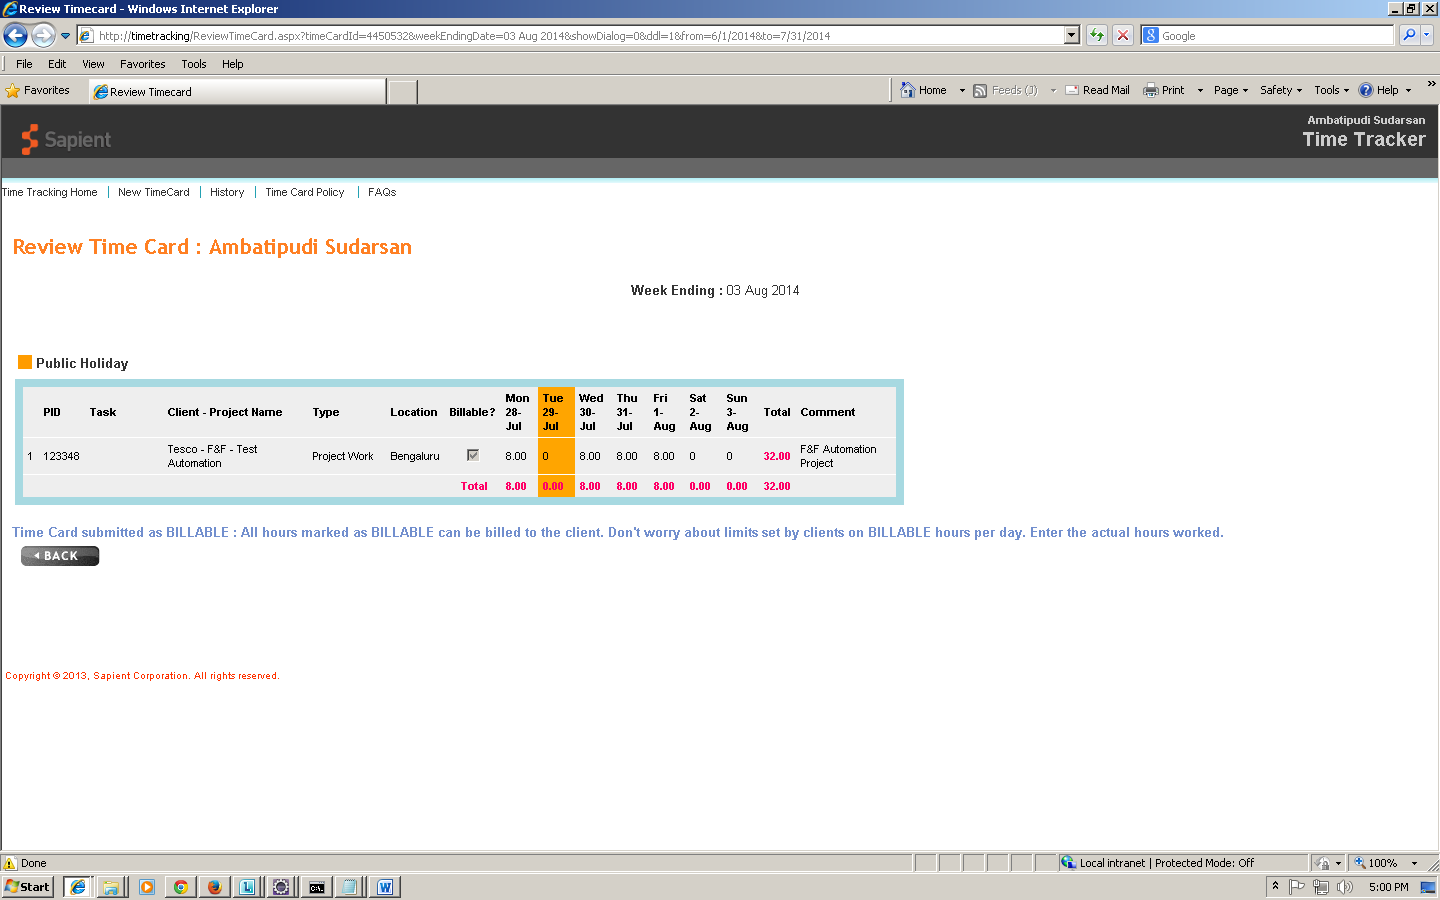 Review Timecard - Windows Internet Explorer
http://timetracking/ReviewTimeCard.aspx?timeCardId=4450532&weekEndingDate=03 Aug 2014&showDialog=0&ddl=1&from=6/1/2014&to=7/31/2014
Google
File Edit View Favorites Tools Help
Favorites Review Timecard Home Feeds (J) Read Mail Print Page Safety Tools Help
Ambatipudi Sudarsan
Sapient Time Tracker
Time Tracking Home | New TimeCard | History | Time Card Policy | FAQs
Review Time Card : Ambatipudi Sudarsan
Week Ending : 03 Aug 2014
Public Holiday
PID Task Client - Project Name Type Location Billable? Mon 28-Jul Tue 29-Jul Wed 30-Jul Thu 31-Jul Fri 1-Aug Sat 2-Aug Sun 3-Aug Total Comment
1 123348 Tesco - F&F - Test Automation Project Work Bengaluru 8.00 0 8.00 8.00 8.00 0 0 32.00 F&F Automation Project
Total 8.00 0.00 8.00 8.00 8.00 0.00 0.00 32.00
Time Card submitted as BILLABLE : All hours marked as BILLABLE can be billed to the client. Don't worry about limits set by clients on BILLABLE hours per day. Enter the actual hours worked.
BACK
Copyright © 2013, Sapient Corporation. All rights reserved.
Done Local intranet | Protected Mode: Off 100%
Start 5:00 PM